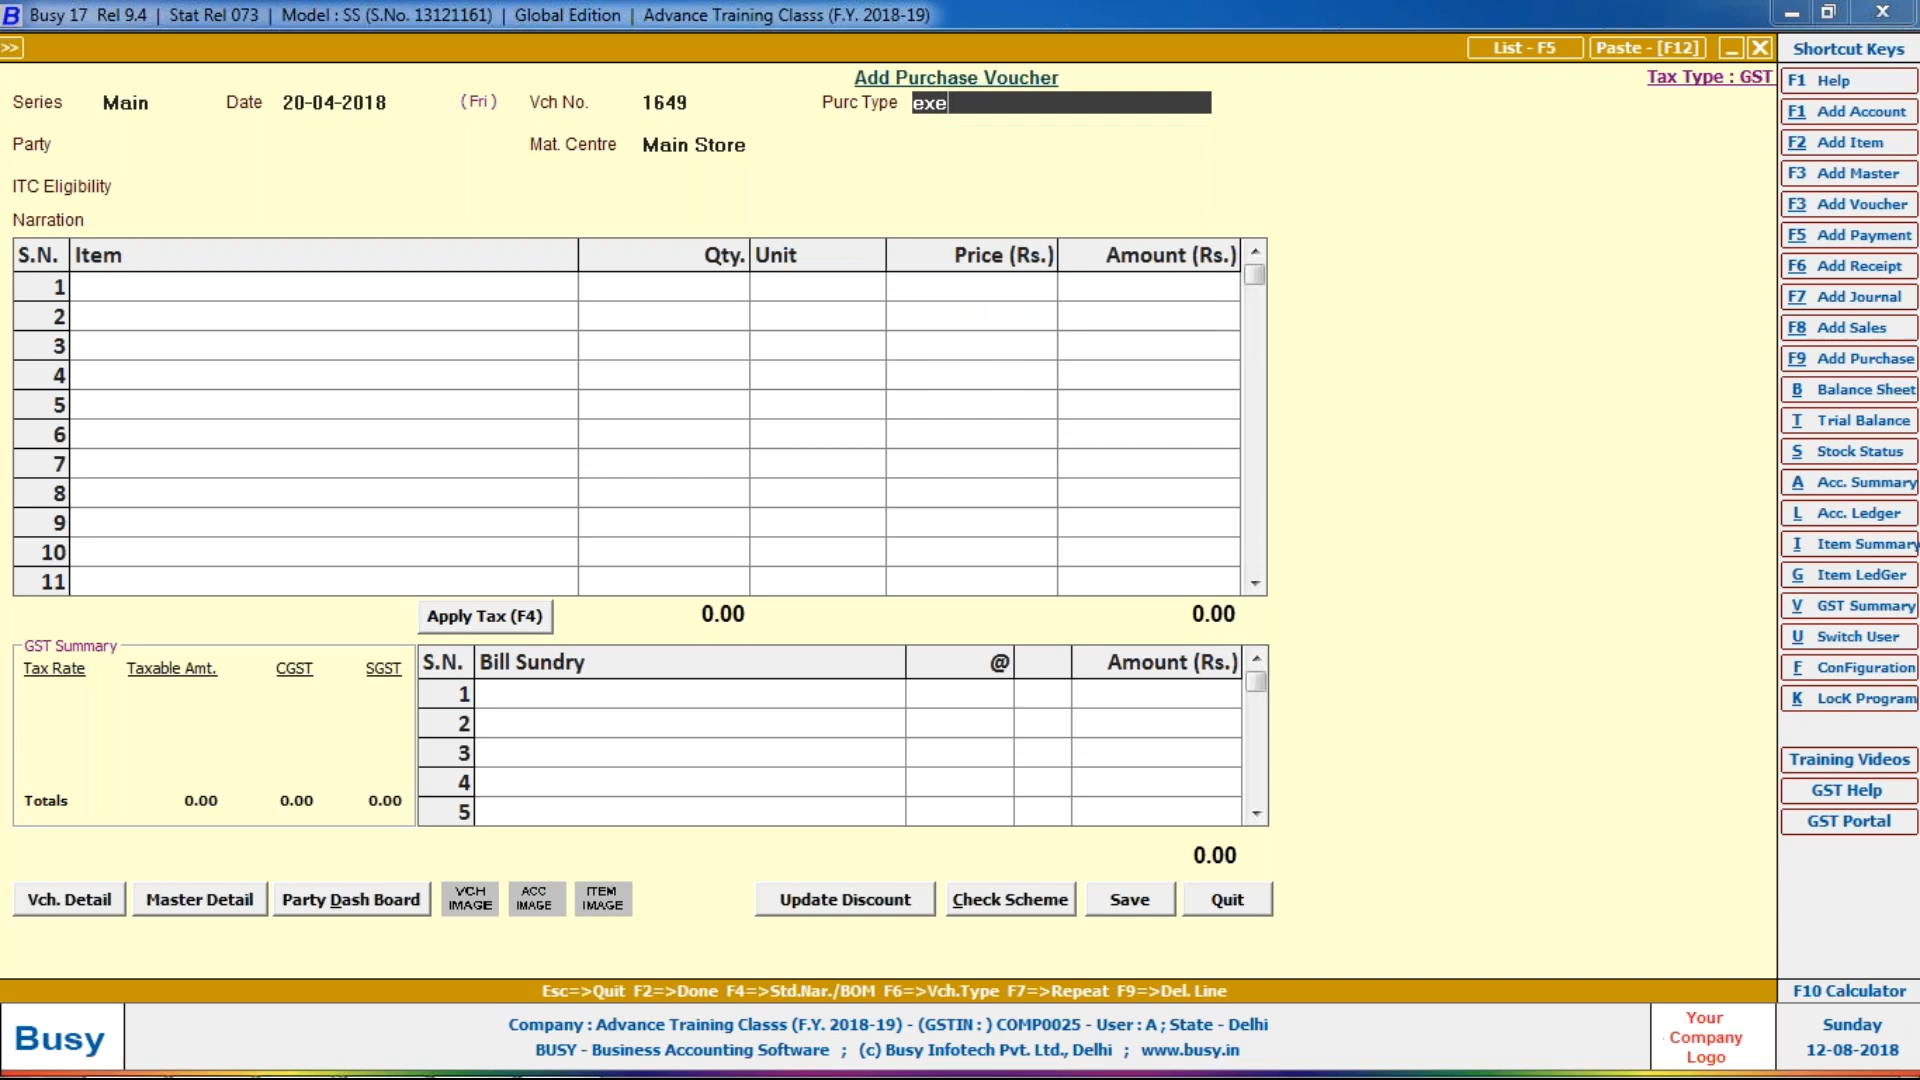 B Busy 17 Rel 9.4 | Stat Rel 073 | Model : SS (S.No. 13121161) | Global Edition | Advance Training Classs (F.Y. 2018-19)
>> List - F5 Paste - [F12] Shortcut Keys
Add Purchase Voucher Tax Type : GST
Series Main Date 20-04-2018 (Fri) Vch No. 1649 Purc Type exe
Party Mat. Centre Main Store
ITC Eligibility
Narration
S.N. Item Qty. Unit Price (Rs.) Amount (Rs.)
1
2
3
4
5
6
7
8
9
10
11
Apply Tax (F4) 0.00 0.00
GST Summary
Tax Rate Taxable Amt. CGST SGST
Totals 0.00 0.00 0.00
S.N. Bill Sundry @ Amount (Rs.)
1
2
3
4
5
0.00
Vch. Detail Master Detail Party Dash Board VCH IMAGE ACC IMAGE ITEM IMAGE Update Discount Check Scheme Save Quit
F1 Help
F1 Add Account
F2 Add Item
F3 Add Master
F3 Add Voucher
F5 Add Payment
F6 Add Receipt
F7 Add Journal
F8 Add Sales
F9 Add Purchase
B Balance Sheet
T Trial Balance
S Stock Status
A Acc. Summary
L Acc. Ledger
I Item Summary
G Item LedGer
V GST Summary
U Switch User
F ConFiguration
K LocK Program
Training Videos
GST Help
GST Portal
Esc=>Quit F2=>Done F4=>Std.Nar./BOM F6=>Vch.Type F7=>Repeat F9=>Del. Line
F10 Calculator
Busy
Company : Advance Training Classs (F.Y. 2018-19) - (GSTIN : ) COMP0025 - User : A ; State - Delhi
BUSY - Business Accounting Software ; (c) Busy Infotech Pvt. Ltd., Delhi ; www.busy.in
Your
Company
Logo
Sunday
12-08-2018